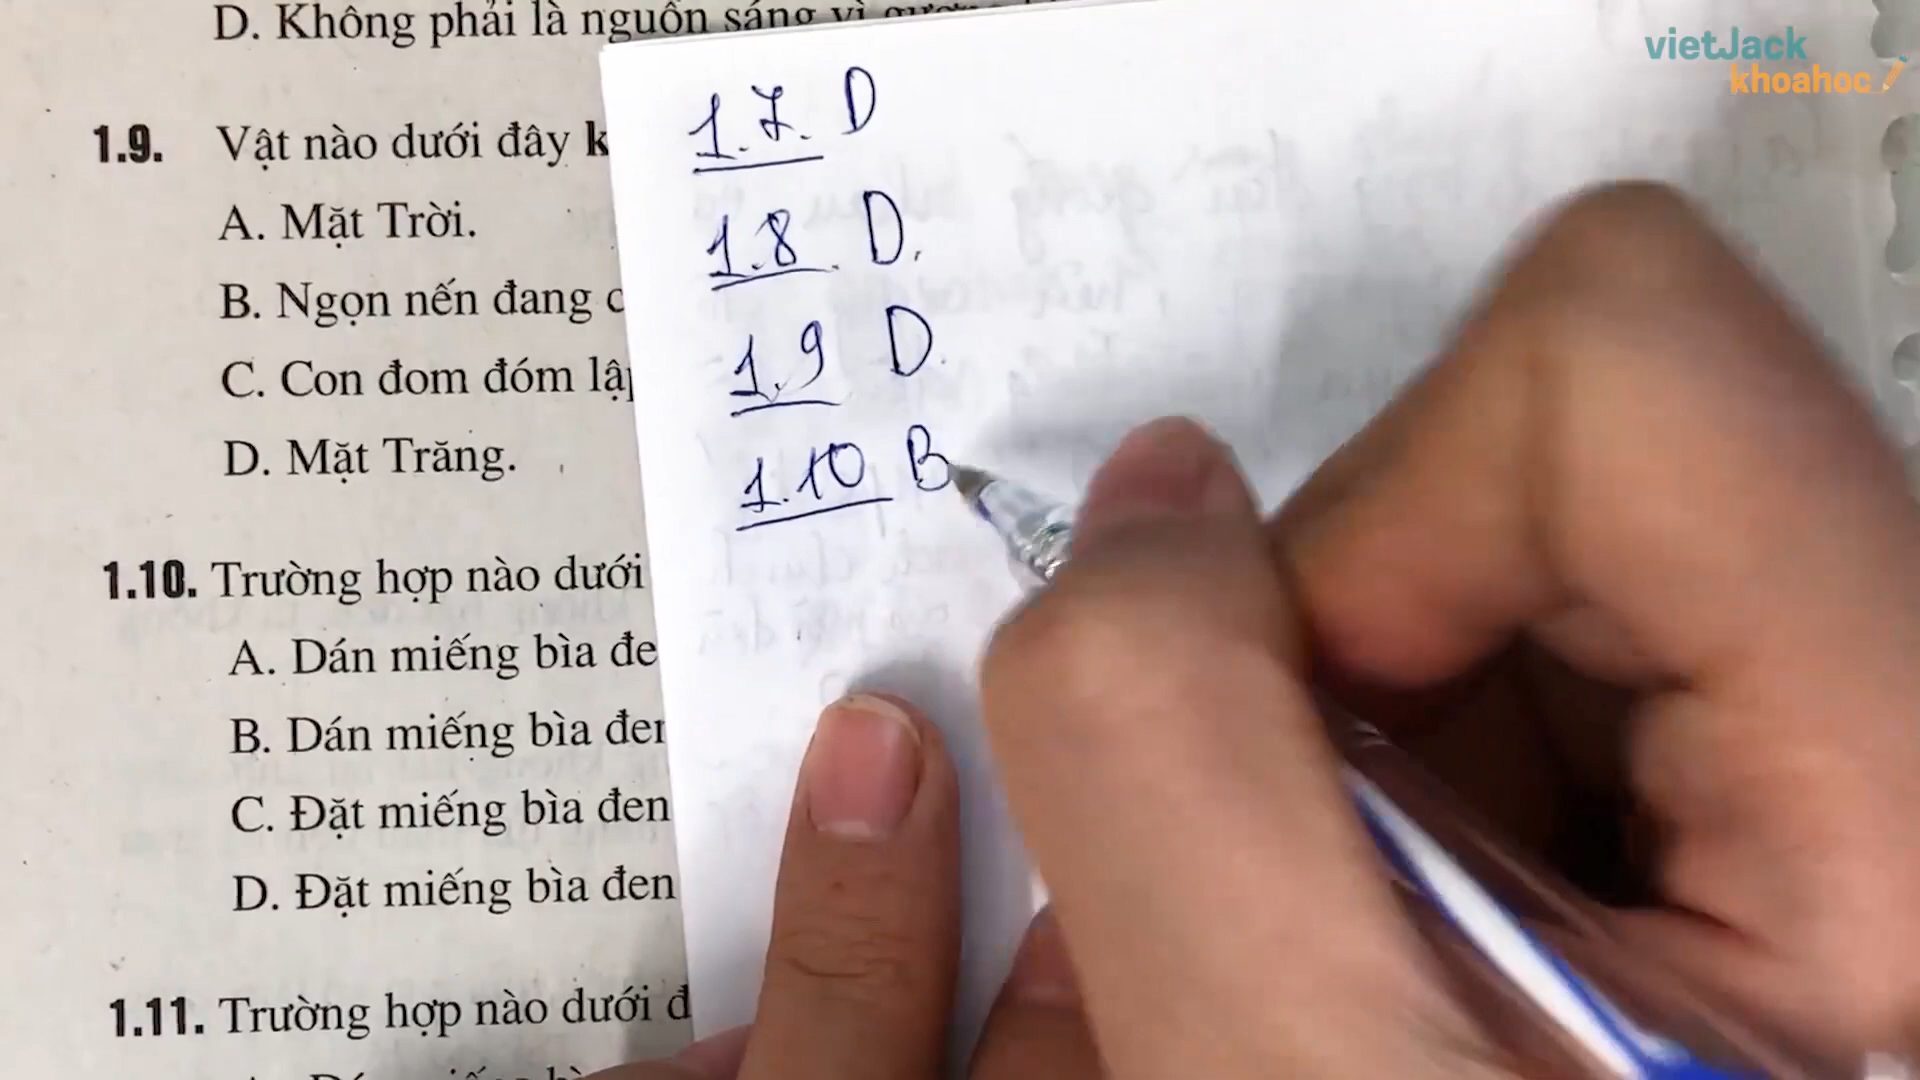 D. Không phải là nguồn sáng vì
vietJack
khoahoc
1.7. D
1.9. Vật nào dưới đây k
A. Mặt Trời.
1.8. D.
B. Ngọn nến đang c
1.9 D.
C. Con đom đóm
D. Mặt Trăng.
1.10 B
1.10. Trường hợp nào dưới
A. Dán miếng bìa đe
B. Dán miếng bìa đen
C. Đặt miếng bìa đen
D. Đặt miếng bìa đen
1.11. Trường hợp nào dưới đ